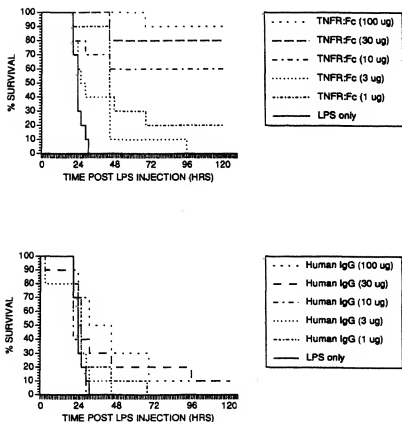 100
90
80
70
60
50
40
30
20
10
0
% SURVIVAL
0 24 48 72 96 120
TIME POST LPS INJECTION (HRS)
TNFR:Fc (100 ug)
TNFR:Fc (30 ug)
TNFR:Fc (10 ug)
TNFR:Fc (3 ug)
TNFR:Fc (1 ug)
LPS only
100
90
80
70
60
50
40
30
20
10
0
% SURVIVAL
0 24 48 72 96 120
TIME POST LPS INJECTION (HRS)
Human IgG (100 ug)
Human IgG (30 ug)
Human IgG (10 ug)
Human IgG (3 ug)
Human IgG (1 ug)
LPS only